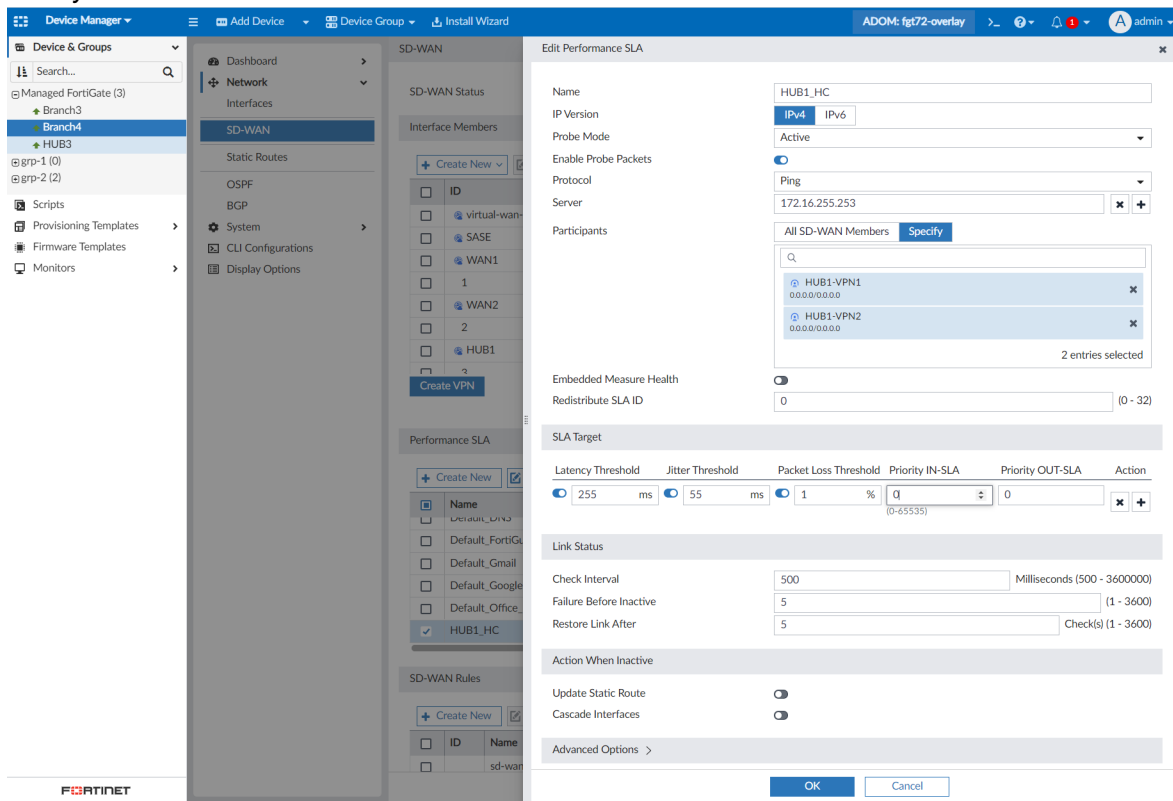 Device Manager
Add Device
Device Group
Install Wizard
ADOM: fgt72-overlay
>_
?
1
A
admin
Device & Groups
Search...
Managed FortiGate (3)
Branch3
Branch4
HUB3
grp-1 (0)
grp-2 (2)
Scripts
Provisioning Templates
Firmware Templates
Monitors
FORTINET
Dashboard
Network
Interfaces
SD-WAN
Static Routes
OSPF
BGP
System
CLI Configurations
Display Options
SD-WAN
SD-WAN Status
Interface Members
+ Create New
ID
virtual-wan-
SASE
WAN1
1
WAN2
2
HUB1
3
Create VPN
Performance SLA
+ Create New
Name
Default_DNS
Default_FortiGu
Default_Gmail
Default_Google
Default_Office_
HUB1_HC
SD-WAN Rules
+ Create New
ID Name
sd-wan
Edit Performance SLA
Name HUB1_HC
IP Version IPv4 IPv6
Probe Mode Active
Enable Probe Packets
Protocol Ping
Server 172.16.255.253
Participants All SD-WAN Members Specify
HUB1-VPN1
0.0.0.0/0.0.0.0
HUB1-VPN2
0.0.0.0/0.0.0.0
2 entries selected
Embedded Measure Health
Redistribute SLA ID 0 (0 - 32)
SLA Target
Latency Threshold Jitter Threshold Packet Loss Threshold Priority IN-SLA Priority OUT-SLA Action
255 ms 55 ms 1 % 0 0
(0-65535)
Link Status
Check Interval 500 Milliseconds (500 - 3600000)
Failure Before Inactive 5 (1 - 3600)
Restore Link After 5 Check(s) (1 - 3600)
Action When Inactive
Update Static Route
Cascade Interfaces
Advanced Options >
OK Cancel